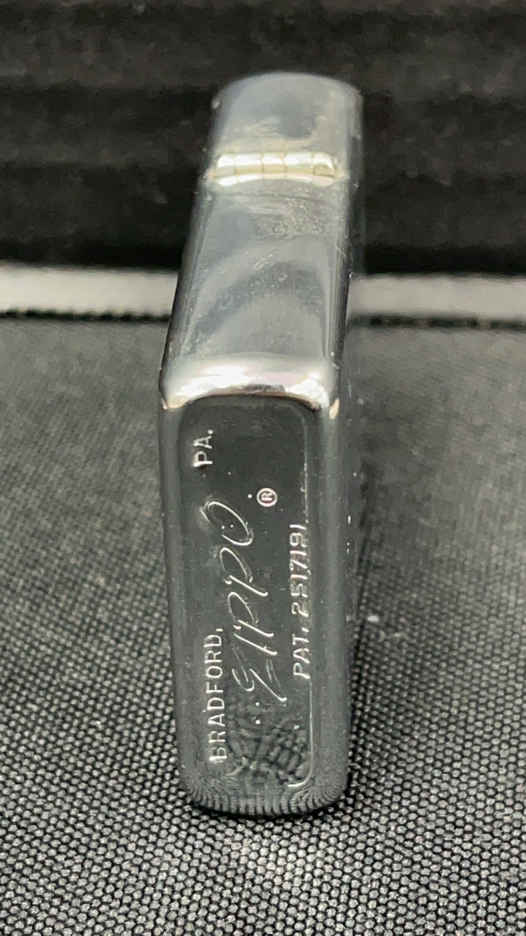 BRADFORD, PA.
ZIPPO ®
PAT. 2517191